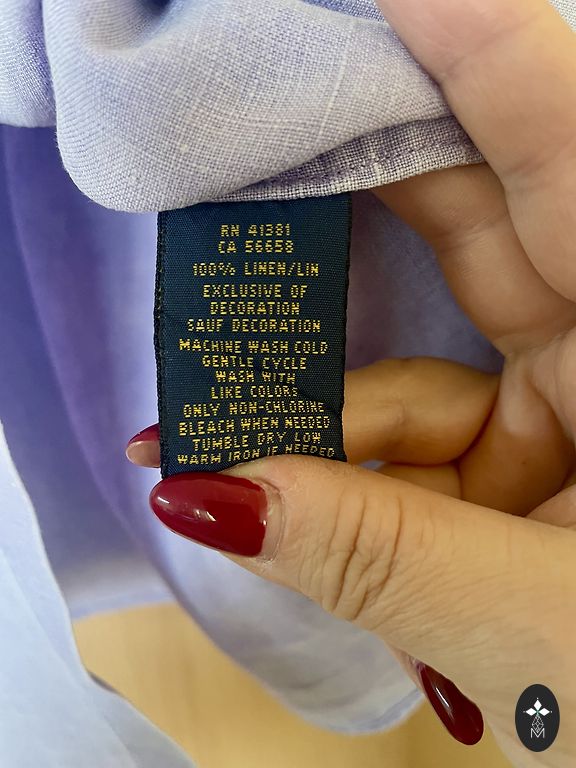 RN 41381
CA 56658
100% LINEN/LIN
EXCLUSIVE OF
DECORATION
SAUF DECORATION
MACHINE WASH COLD
GENTLE CYCLE
WASH WITH
LIKE COLORS
ONLY NON-CHLORINE
BLEACH WHEN NEEDED
TUMBLE DRY LOW
WARM IRON IF NEEDED
M